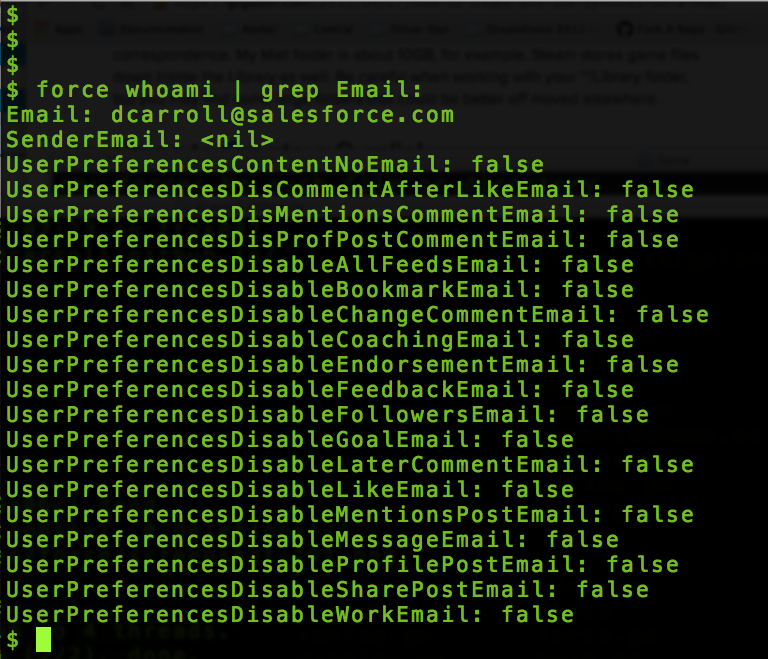 $
$
$
$ force whoami | grep Email:
Email: dcarroll@salesforce.com
SenderEmail: <nil>
UserPreferencesContentNoEmail: false
UserPreferencesDisCommentAfterLikeEmail: false
UserPreferencesDisMentionsCommentEmail: false
UserPreferencesDisProfPostCommentEmail: false
UserPreferencesDisableAllFeedsEmail: false
UserPreferencesDisableBookmarkEmail: false
UserPreferencesDisableChangeCommentEmail: false
UserPreferencesDisableCoachingEmail: false
UserPreferencesDisableEndorsementEmail: false
UserPreferencesDisableFeedbackEmail: false
UserPreferencesDisableFollowersEmail: false
UserPreferencesDisableGoalEmail: false
UserPreferencesDisableLaterCommentEmail: false
UserPreferencesDisableLikeEmail: false
UserPreferencesDisableMentionsPostEmail: false
UserPreferencesDisableMessageEmail: false
UserPreferencesDisableProfilePostEmail: false
UserPreferencesDisableSharePostEmail: false
UserPreferencesDisableWorkEmail: false
$